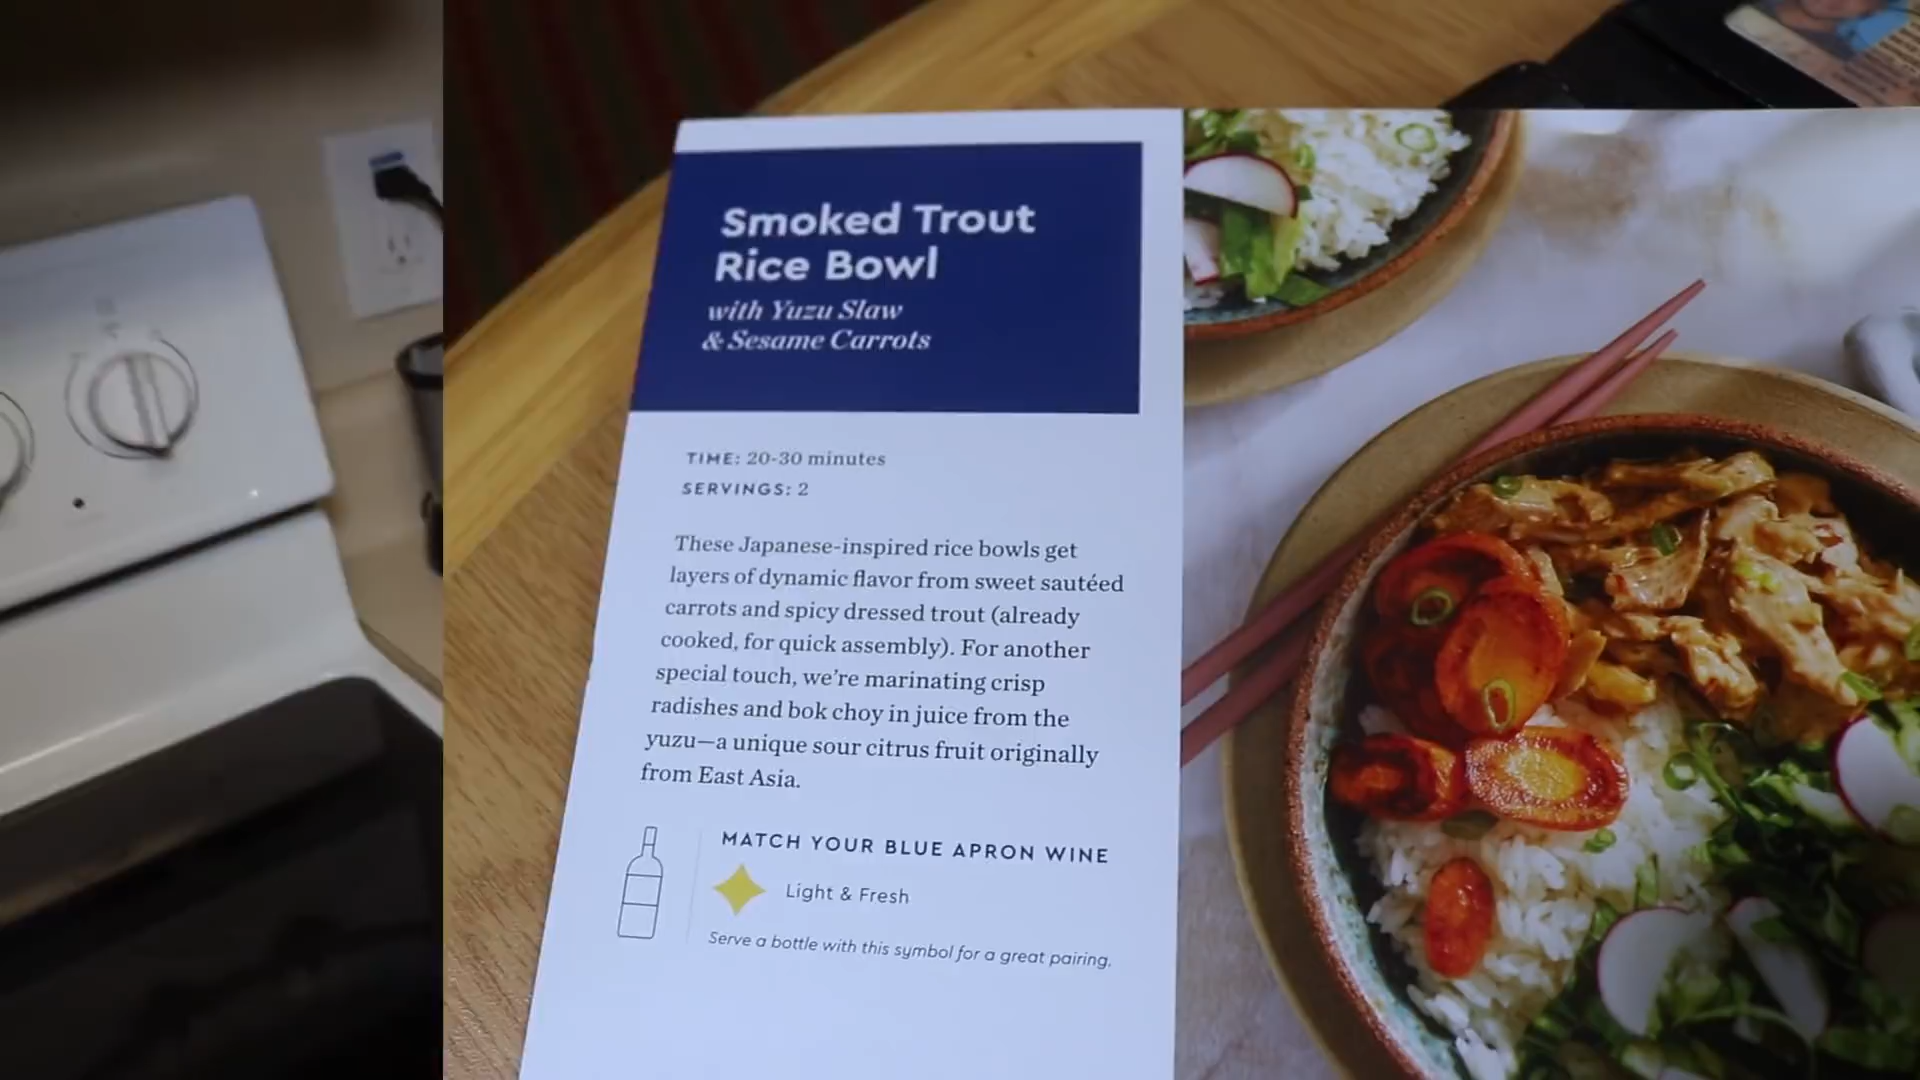 Smoked Trout
Rice Bowl
with Yuzu Slaw
& Sesame Carrots
TIME: 20-30 minutes
SERVINGS: 2
These Japanese-inspired rice bowls get
layers of dynamic flavor from sweet sautéed
carrots and spicy dressed trout (already
cooked, for quick assembly). For another
special touch, we're marinating crisp
radishes and bok choy in juice from the
yuzu—a unique sour citrus fruit originally
from East Asia.
MATCH YOUR BLUE APRON WINE
Light & Fresh
Serve a bottle with this symbol for a great pairing.